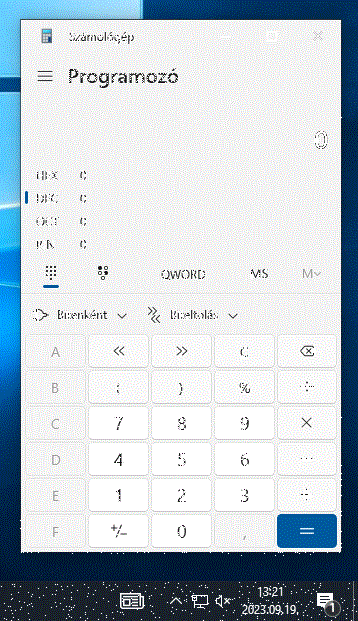 Számológép
Programozó
0
HEX 0
DEC 0
OCT 0
BIN 0
QWORD MS M
Bitenként Biteltolás
A << >> C
B ( ) % ÷
C 7 8 9 ×
D 4 5 6
E 1 2 3
F +/− 0 , =
13:21
2023.09.19.
1